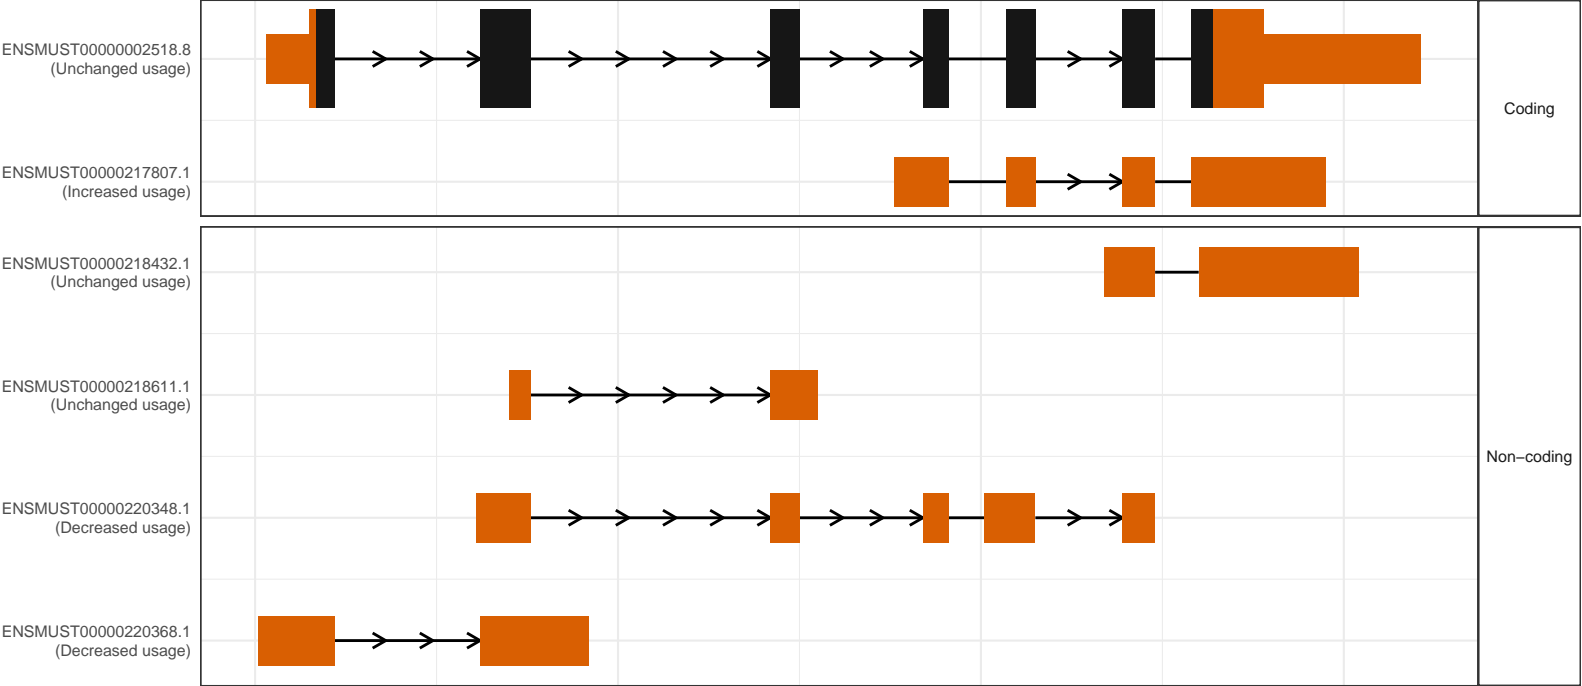 ENSMUST00000002518.8
(Unchanged usage)
ENSMUST00000217807.1
(Increased usage)
Coding
ENSMUST00000218432.1
(Unchanged usage)
ENSMUST00000218611.1
(Unchanged usage)
ENSMUST00000220348.1
(Decreased usage)
ENSMUST00000220368.1
(Decreased usage)
Non−coding